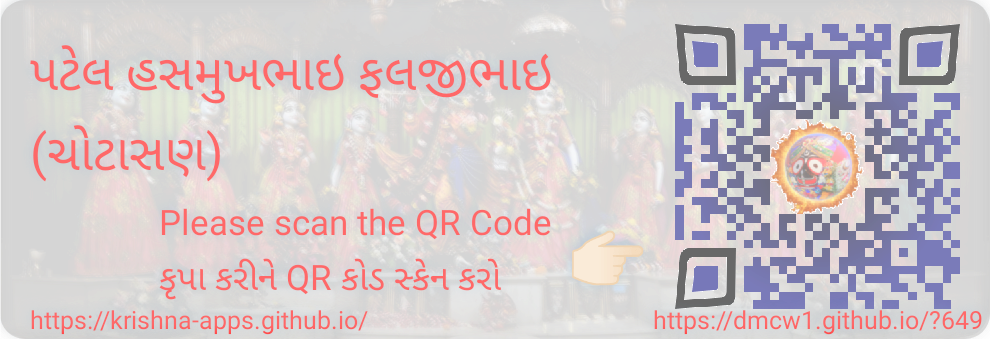 પટેલ હસમુખભાઇ ફલજીભાઇ
(ચોટાસણ)
Please scan the QR Code
કૃપા કરીને QR કોડ સ્કેન કરો
https://krishna-apps.github.io/
https://dmcw1.github.io/?649